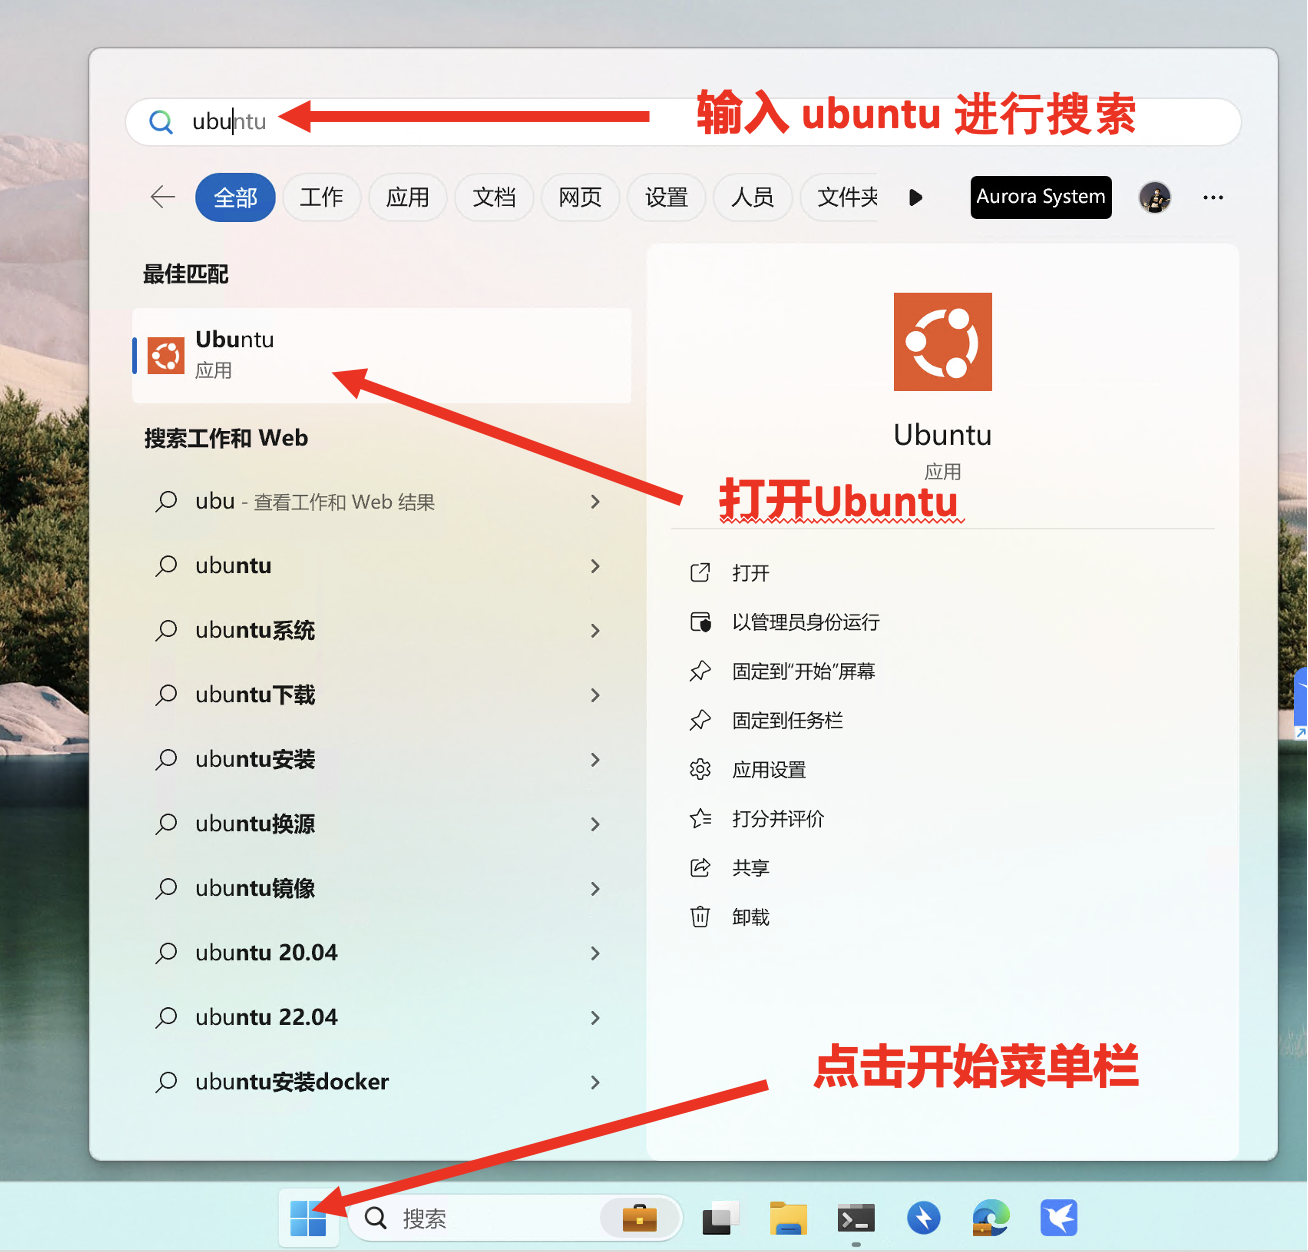 ubuntu
输入 ubuntu 进行搜索
全部 工作 应用 文档 网页 设置 人员 文件夹 Aurora System
最佳匹配
Ubuntu
应用
搜索工作和 Web
ubu - 查看工作和 Web 结果
ubuntu
ubuntu系统
ubuntu下载
ubuntu安装
ubuntu换源
ubuntu镜像
ubuntu 20.04
ubuntu 22.04
ubuntu安装docker
Ubuntu
应用
打开Ubuntu
打开
以管理员身份运行
固定到“开始”屏幕
固定到任务栏
应用设置
打分并评价
共享
卸载
点击开始菜单栏
搜索